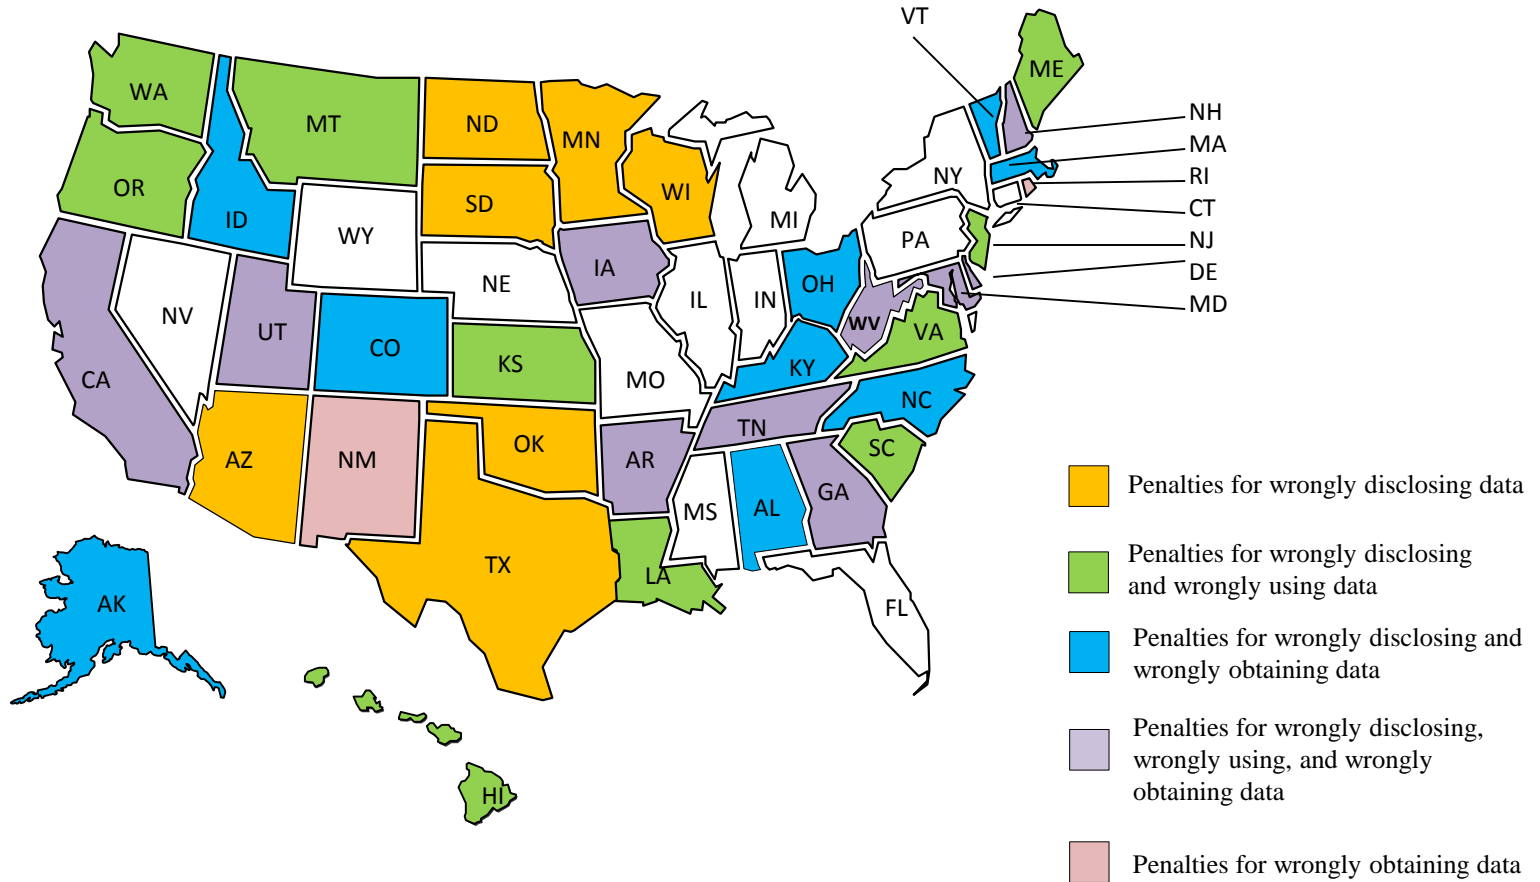 VT
ME
WA
NH
MT
ND
MN
MA
NY
RI
OR
WI
SD
CT
ID
MI
WY
PA
NJ
IA
DE
NE
OH
MD
NV
IL
IN
WV
UT
VA
CO
KS
KY
CA
MO
NC
TN
OK
SC
AZ
NM
AR
GA
MS
AL
TX
LA
AK
FL
HI
Penalties for wrongly disclosing data
Penalties for wrongly disclosing
and wrongly using data
Penalties for wrongly disclosing and
wrongly obtaining data
Penalties for wrongly disclosing,
wrongly using, and wrongly
obtaining data
Penalties for wrongly obtaining data